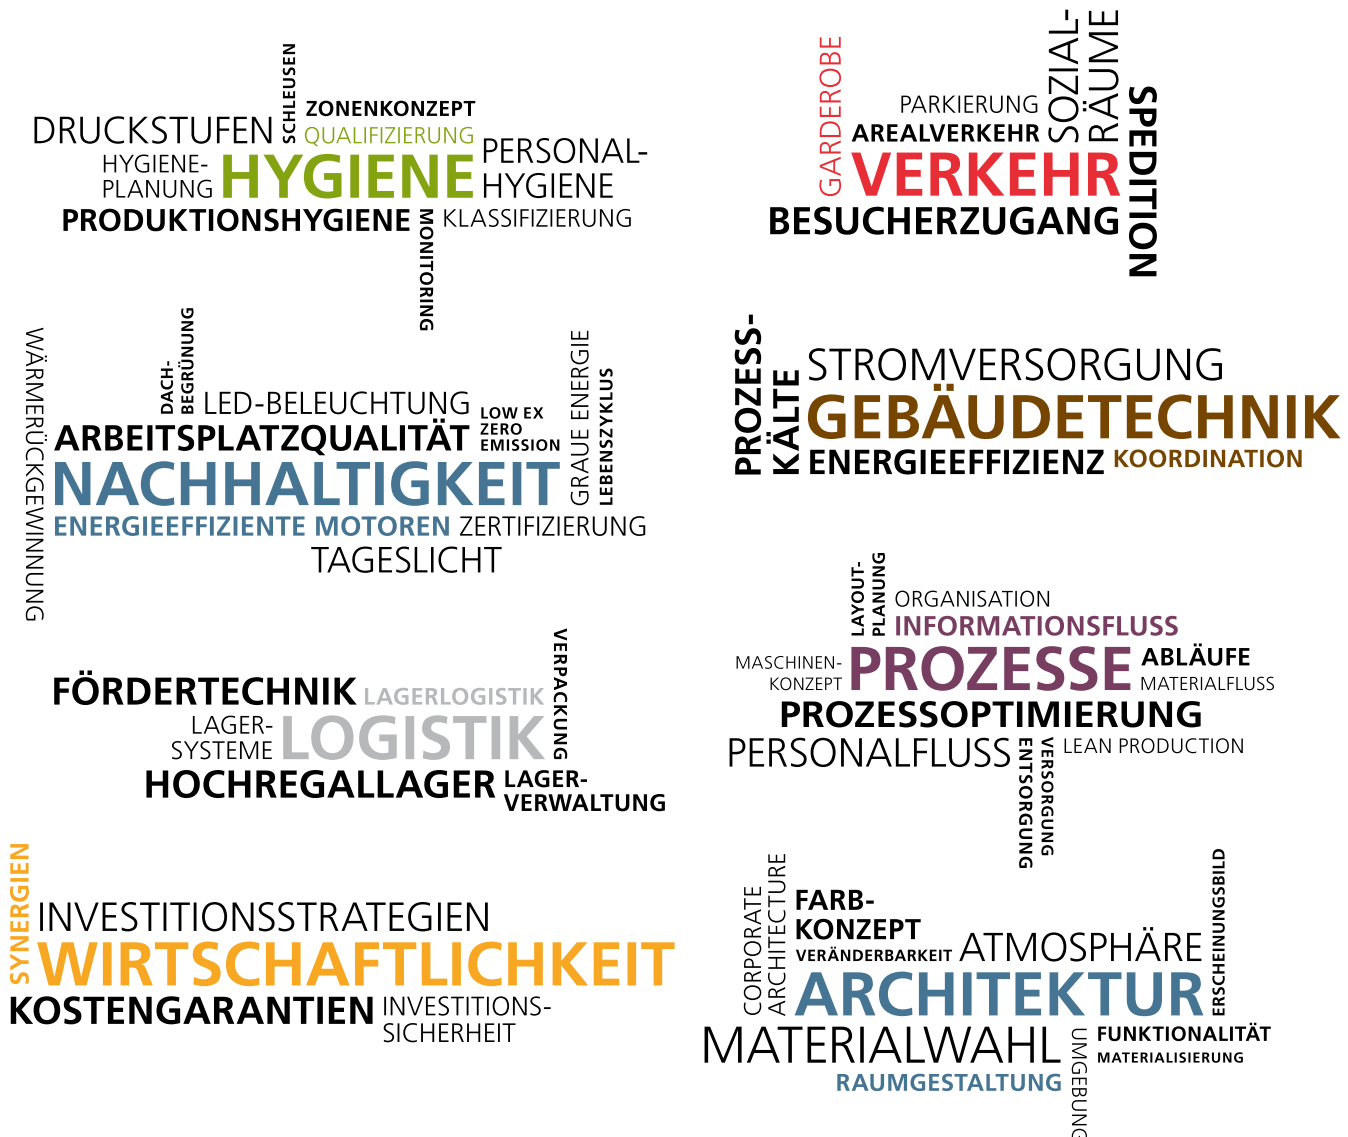 SCHLEUSEN
ZONENKONZEPT
DRUCKSTUFEN
QUALIFIZIERUNG
HYGIENE-
PLANUNG
HYGIENE
PERSONAL-
HYGIENE
PRODUKTIONSHYGIENE
MONITORING
KLASSIFIZIERUNG
GARDEROBE
PARKIERUNG
AREALVERKEHR
SOZIAL-
RÄUME
VERKEHR
SPEDITION
BESUCHERZUGANG
WÄRMERÜCKGEWINNUNG
DACH-
BEGRÜNUNG
LED-BELEUCHTUNG
ARBEITSPLATZQUALITÄT
LOW EX
ZERO
EMISSION
GRAUE ENERGIE
LEBENSZYKLUS
NACHHALTIGKEIT
ENERGIEEFFIZIENTE MOTOREN
ZERTIFIZIERUNG
TAGESLICHT
PROZESS-
KÄLTE
STROMVERSORGUNG
GEBÄUDETECHNIK
ENERGIEEFFIZIENZ
KOORDINATION
FÖRDERTECHNIK
LAGERLOGISTIK
VERPACKUNG
LAGER-
SYSTEME
LOGISTIK
HOCHREGALLAGER
LAGER-
VERWALTUNG
LAYOUT-
PLANUNG
ORGANISATION
INFORMATIONSFLUSS
MASCHINEN-
KONZEPT
PROZESSE
ABLÄUFE
MATERIALFLUSS
PROZESSOPTIMIERUNG
PERSONALFLUSS
ENTSORGUNG
VERSORGUNG
LEAN PRODUCTION
SYNERGIEN
INVESTITIONSSTRATEGIEN
WIRTSCHAFTLICHKEIT
KOSTENGARANTIEN
INVESTITIONS-
SICHERHEIT
CORPORATE
ARCHITECTURE
FARB-
KONZEPT
VERÄNDERBARKEIT
ATMOSPHÄRE
ERSCHEINUNGSBILD
ARCHITEKTUR
MATERIALWAHL
UMGEBUNG
FUNKTIONALITÄT
MATERIALISIERUNG
RAUMGESTALTUNG